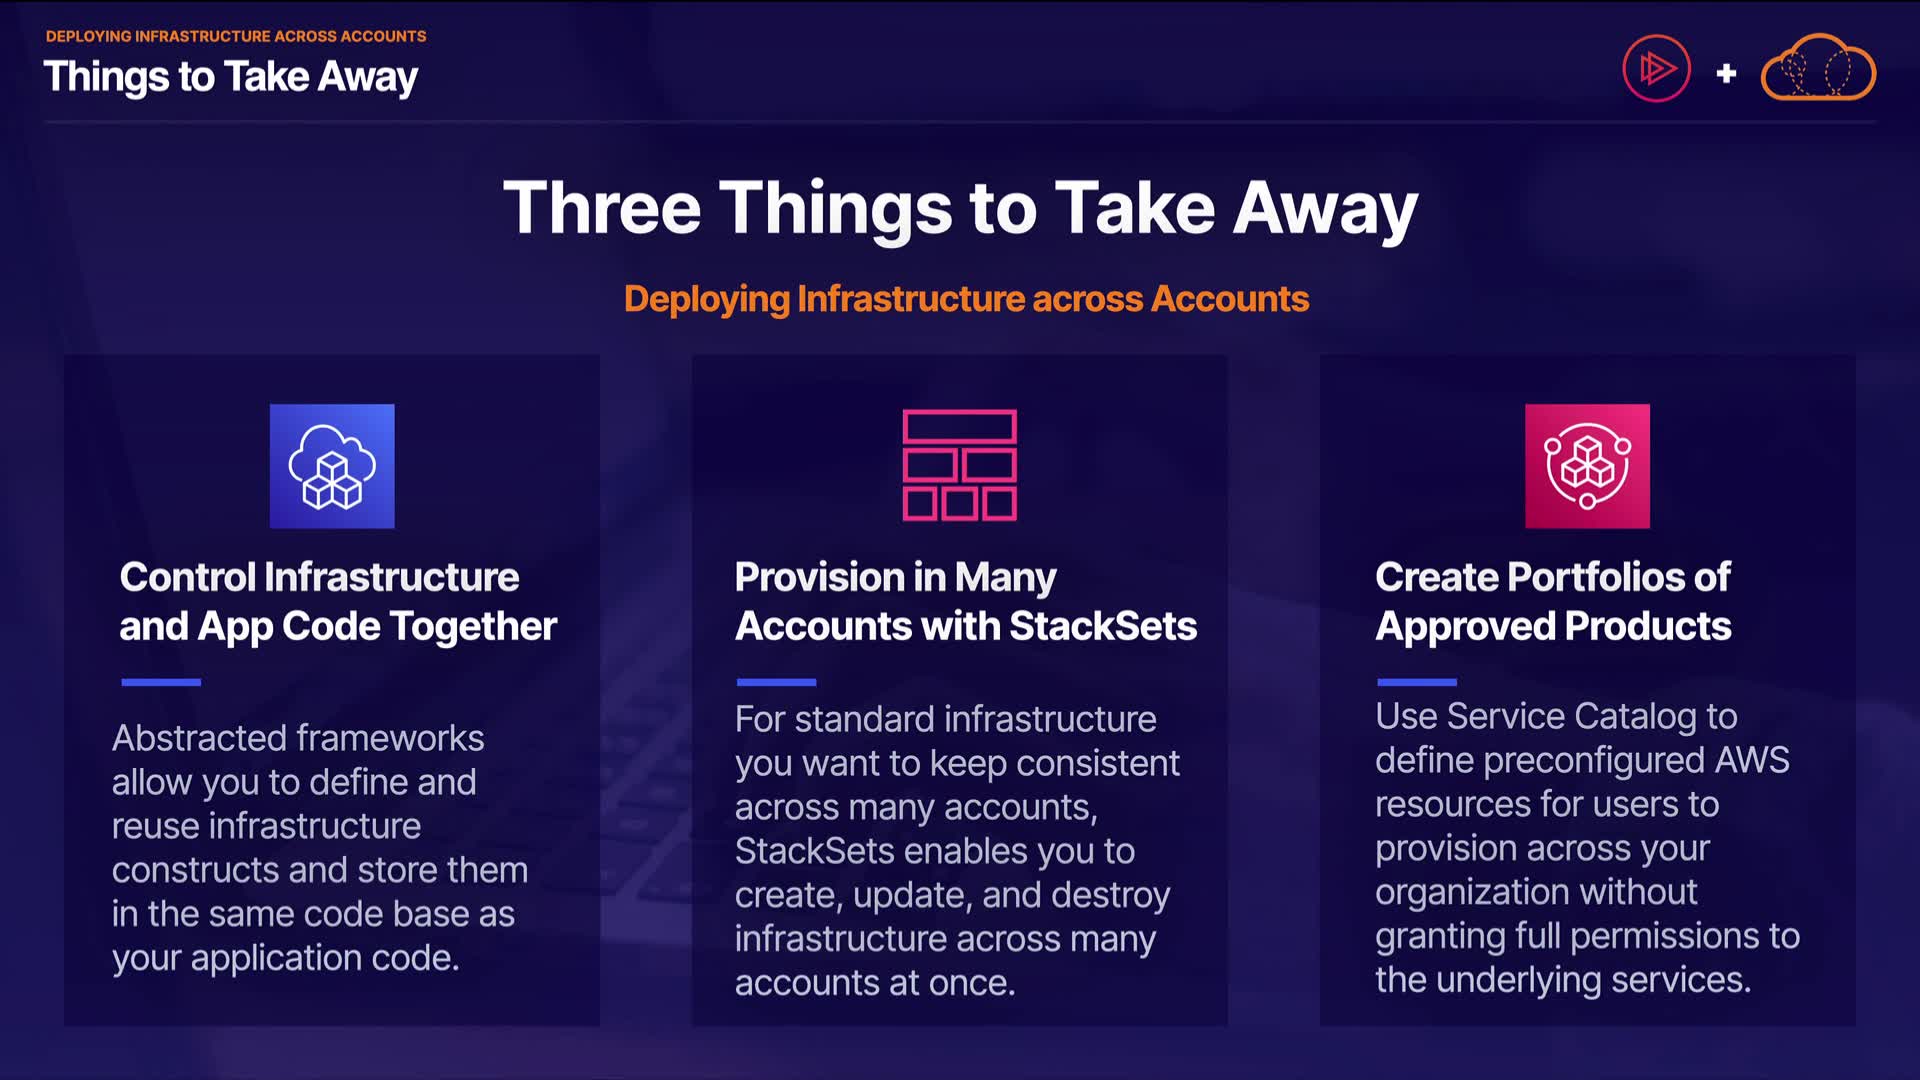 DEPLOYING INFRASTRUCTURE ACROSS ACCOUNTS
Things to Take Away
Three Things to Take Away
Deploying Infrastructure across Accounts
Control Infrastructure
and App Code Together
Abstracted frameworks
allow you to define and
reuse infrastructure
constructs and store them
in the same code base as
your application code.
Provision in Many
Accounts with StackSets
For standard infrastructure
you want to keep consistent
across many accounts,
StackSets enables you to
create, update, and destroy
infrastructure across many
accounts at once.
Create Portfolios of
Approved Products
Use Service Catalog to
define preconfigured AWS
resources for users to
provision across your
organization without
granting full permissions to
the underlying services.